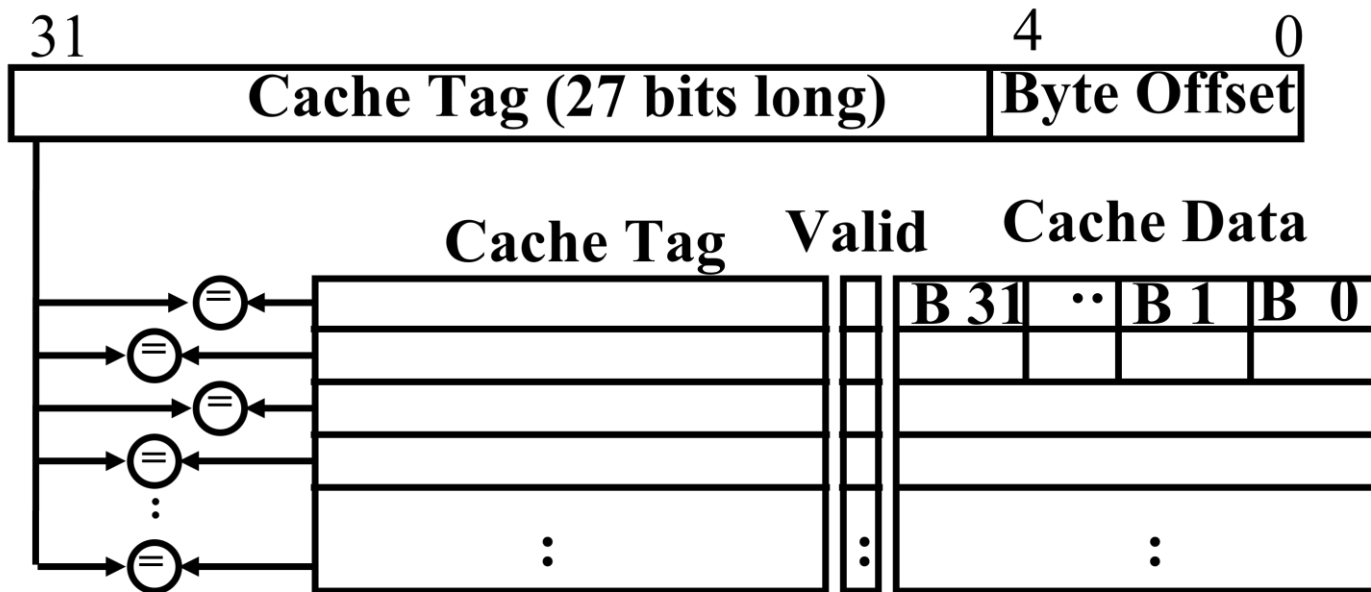 31 4 0
Cache Tag (27 bits long) Byte Offset
Cache Tag Valid Cache Data
= B 31 ·· B 1 B 0
=
=
=
:
= : : :